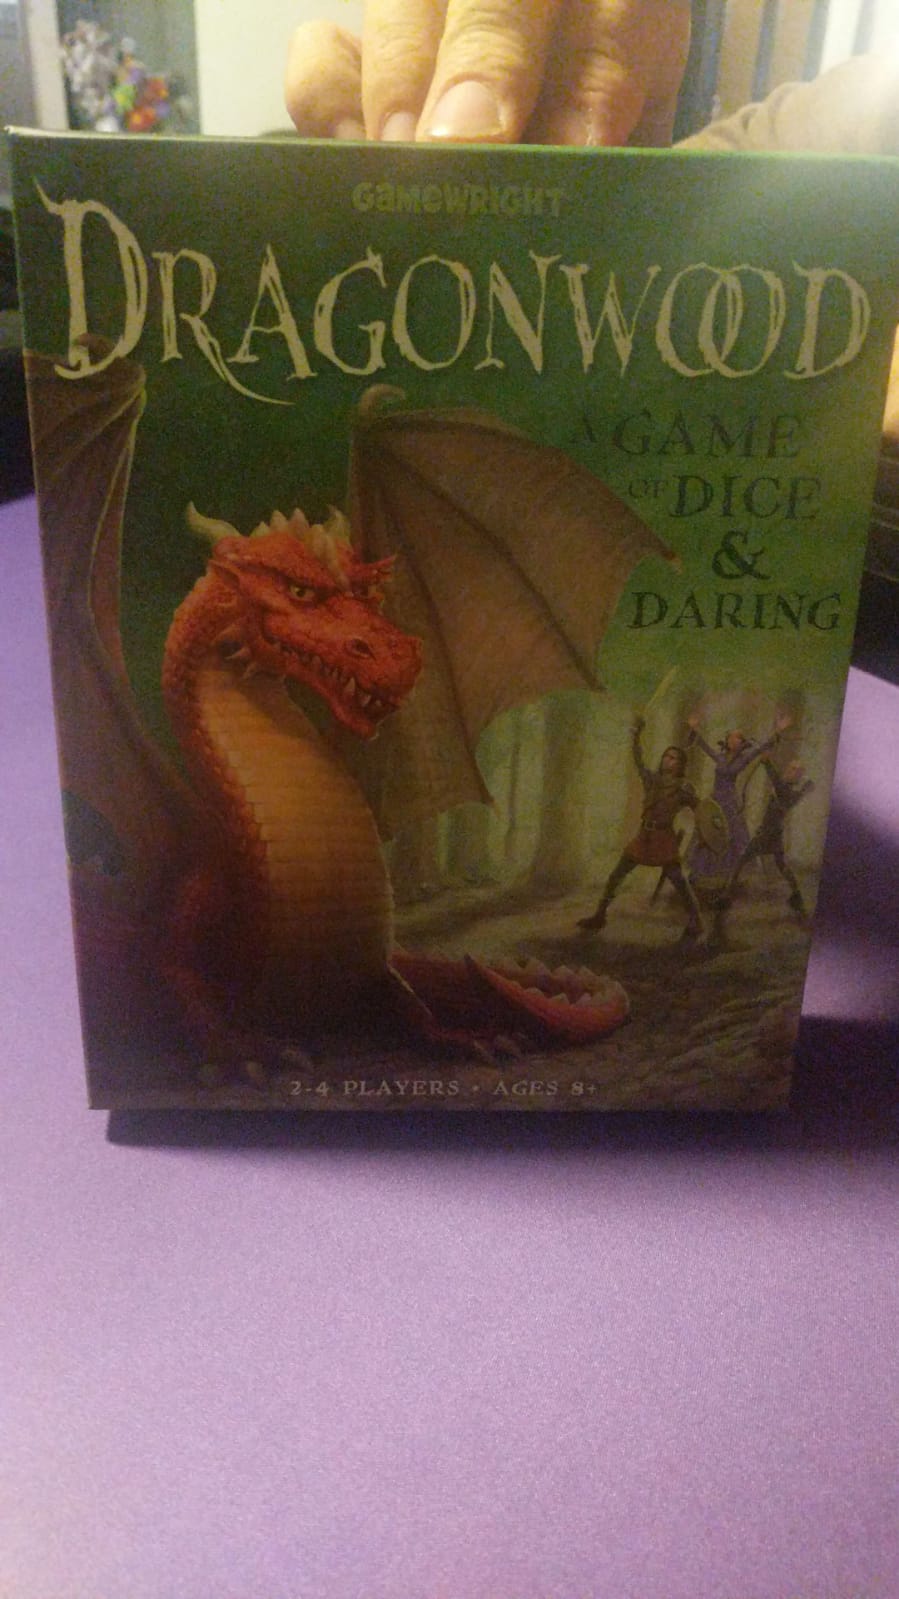 GAMEWRIGHT
DRAGONWOOD
A GAME
OF DICE
&
DARING
2-4 PLAYERS • AGES 8+